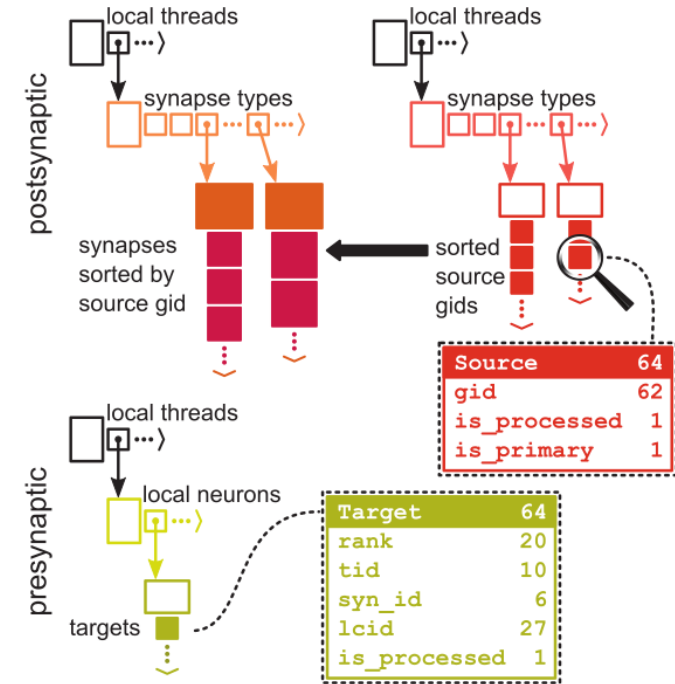 local threads
local threads
postsynaptic
synapse types
synapse types
synapses
sorted by
source gid
sorted
source
gids
Source 64
gid 62
is_processed 1
is_primary 1
presynaptic
local threads
local neurons
targets
Target 64
rank 20
tid 10
syn_id 6
lcid 27
is_processed 1